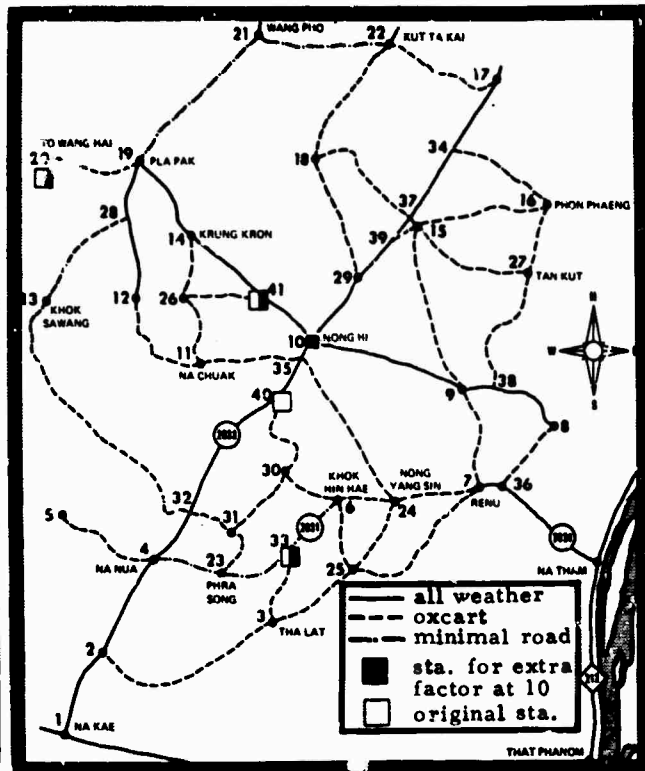 21 WANG PHO
22 KUT TA KAI
17
TO WANG HAI
19 PLA PAK
18
34
28
37
16 PHON PHAENG
14 KRUNG KRON
39 15
27 TAN KUT
29
13 KHOK SAWANG
12
26
41
10 NONG HI
N
W E
S
11 NA CHUAK
35
9
38
40
8
2033
30
KHOK HIN HAE
6
NONG YANG SIN
24
7 RENU
36
5
32
31
2031
33
4 NA NUA
23 PHRA SONG
25
2030
NA THAM
3 THA LAT
2
all weather
oxcart
minimal road
sta. for extra factor at 10
original sta.
212
1 NA KAE
THAT PHANOM